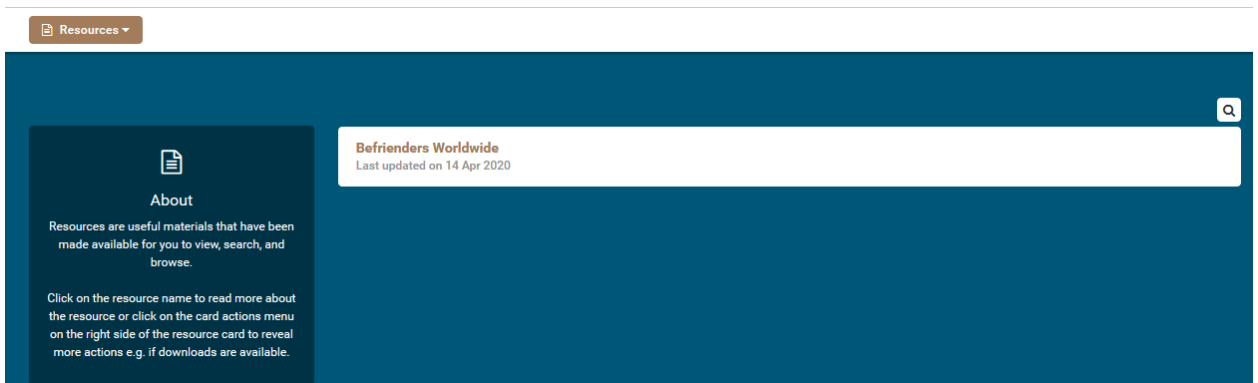 Resources
Befrienders Worldwide
Last updated on 14 Apr 2020
About
Resources are useful materials that have been
made available for you to view, search, and
browse.
Click on the resource name to read more about
the resource or click on the card actions menu
on the right side of the resource card to reveal
more actions e.g. if downloads are available.